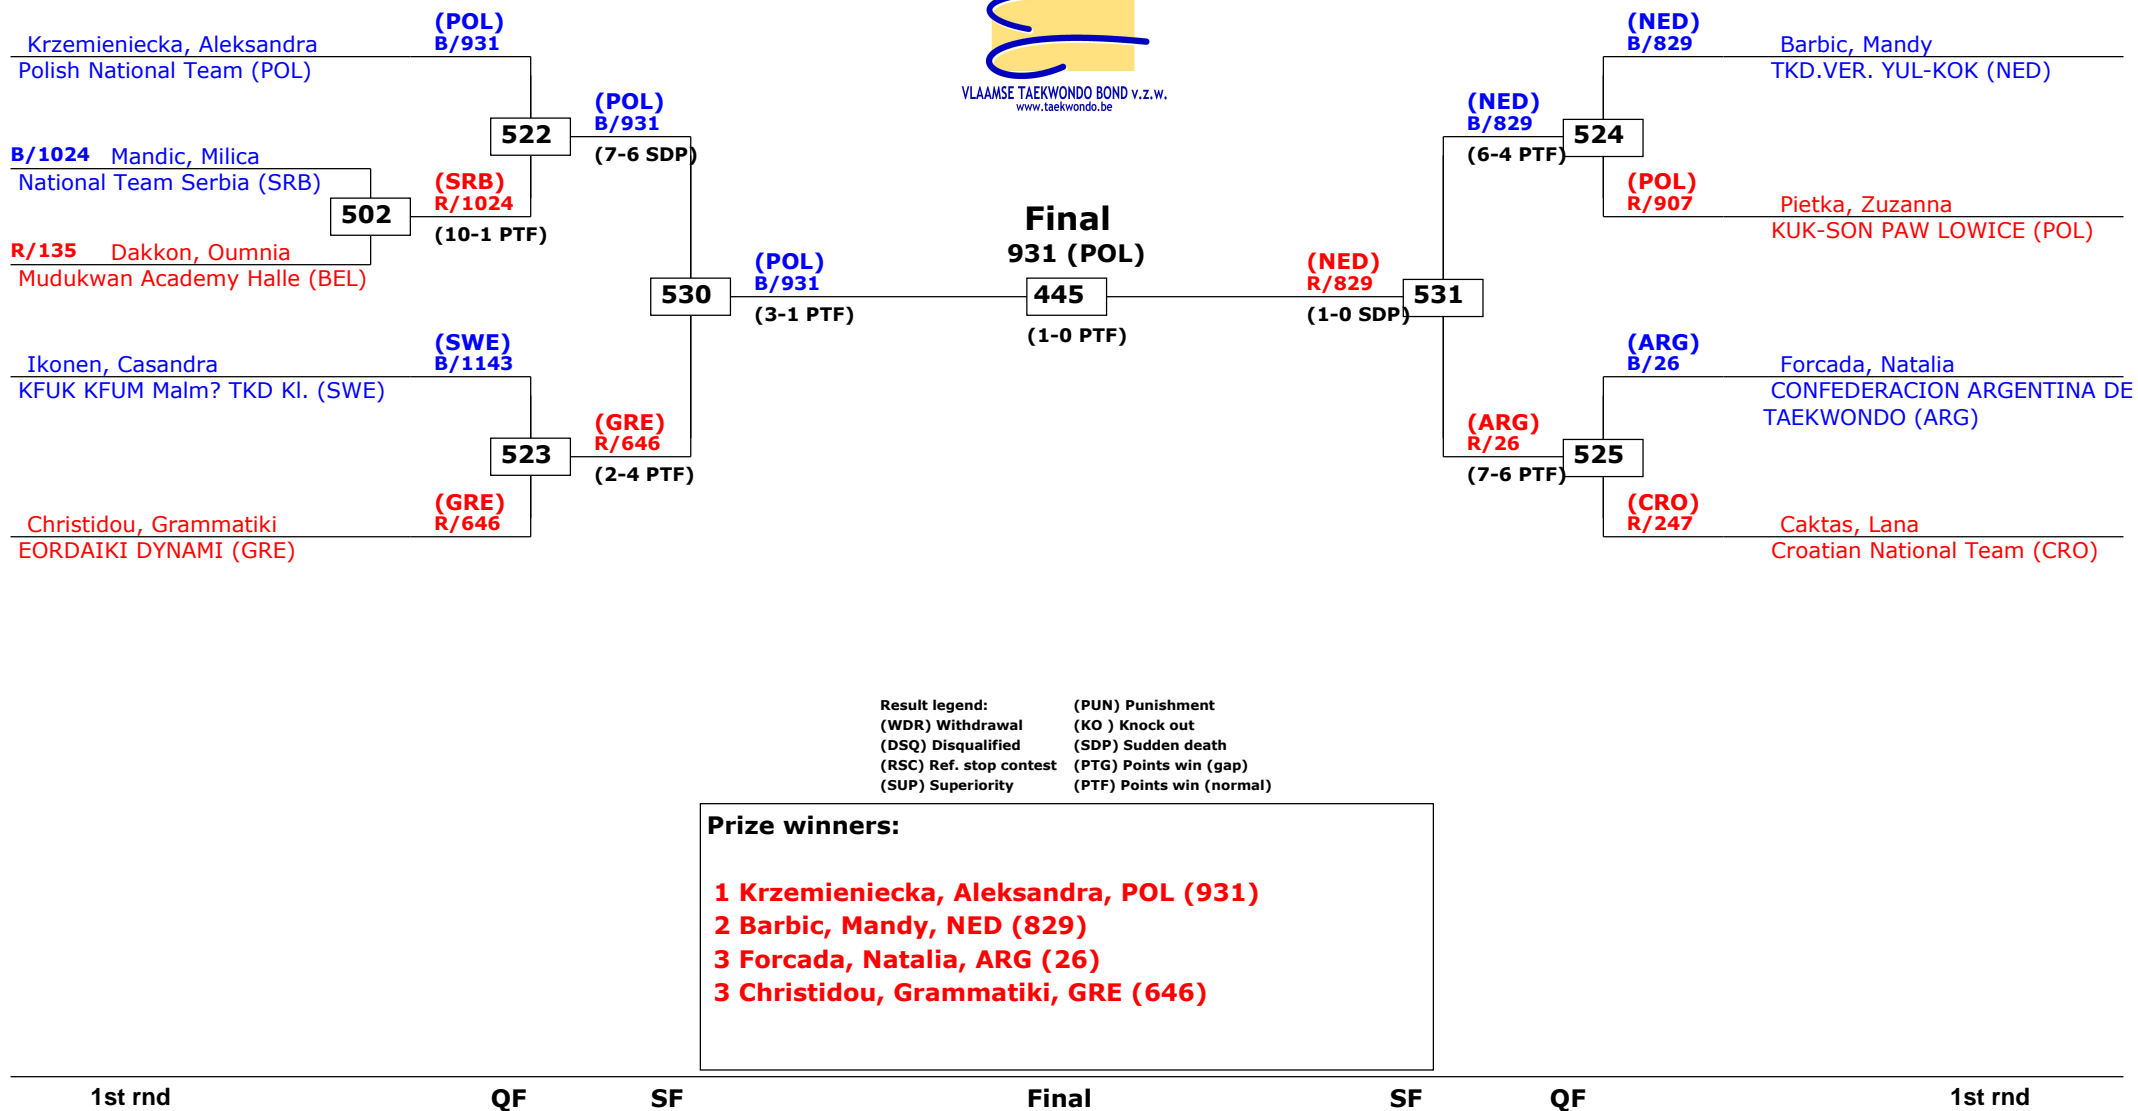 (POL)
B/931
Krzemieniecka, Aleksandra
Polish National Team (POL)
B/1024 Mandic, Milica
National Team Serbia (SRB)
R/135 Dakkon, Oumnia
Mudukwan Academy Halle (BEL)
502
(SRB)
R/1024
(10-1 PTF)
522
(POL)
B/931
(7-6 SDP)
(SWE)
B/1143
Ikonen, Casandra
KFUK KFUM Malm? TKD Kl. (SWE)
523
(GRE)
R/646
(2-4 PTF)
(GRE)
R/646
Christidou, Grammatiki
EORDAIKI DYNAMI (GRE)
530
(POL)
B/931
(3-1 PTF)
VLAAMSE TAEKWONDO BOND v.z.w.
www.taekwondo.be
Final
931 (POL)
445
(1-0 PTF)
(NED)
R/829
(1-0 SDP)
531
(NED)
B/829
(6-4 PTF)
524
(NED)
B/829
Barbic, Mandy
TKD.VER. YUL-KOK (NED)
(POL)
R/907
Pietka, Zuzanna
KUK-SON PAW LOWICE (POL)
(ARG)
R/26
(7-6 PTF)
525
(ARG)
B/26
Forcada, Natalia
CONFEDERACION ARGENTINA DE
TAEKWONDO (ARG)
(CRO)
R/247
Caktas, Lana
Croatian National Team (CRO)
Result legend: (PUN) Punishment
(WDR) Withdrawal (KO ) Knock out
(DSQ) Disqualified (SDP) Sudden death
(RSC) Ref. stop contest (PTG) Points win (gap)
(SUP) Superiority (PTF) Points win (normal)
Prize winners:
1 Krzemieniecka, Aleksandra, POL (931)
2 Barbic, Mandy, NED (829)
3 Forcada, Natalia, ARG (26)
3 Christidou, Grammatiki, GRE (646)
1st rnd QF SF Final SF QF 1st rnd